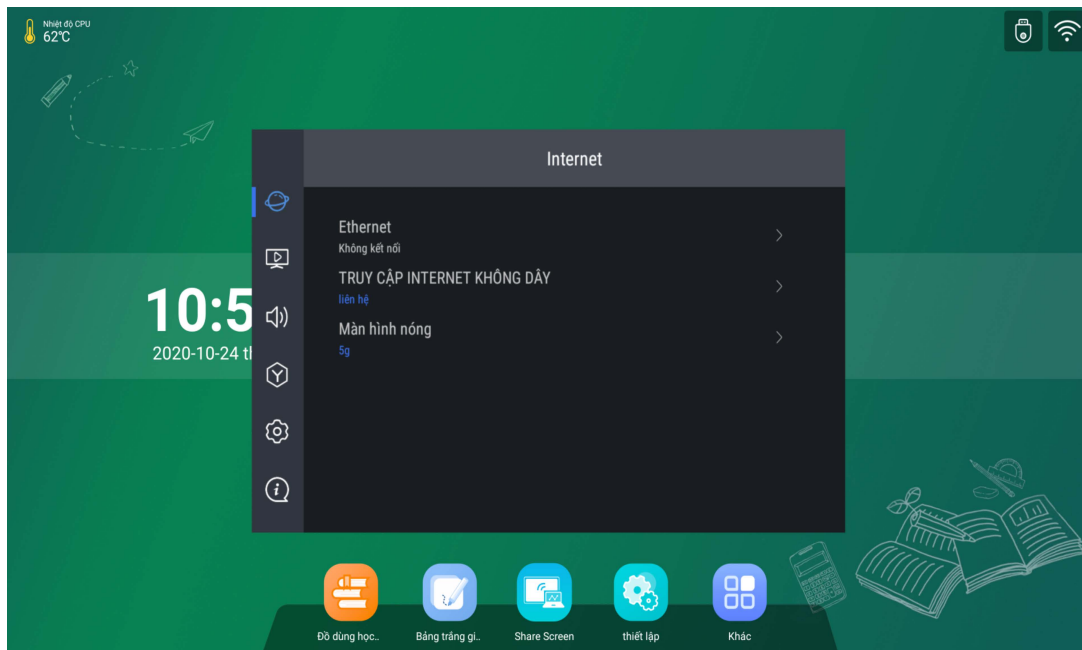 Nhiệt độ CPU
62℃
Internet
Ethernet
Không kết nối
TRUY CẬP INTERNET KHÔNG DÂY
liên hệ
Màn hình nóng
5g
10:5
2020-10-24 th
Đồ dùng học..
Bảng trắng gi..
Share Screen
thiết lập
Khác